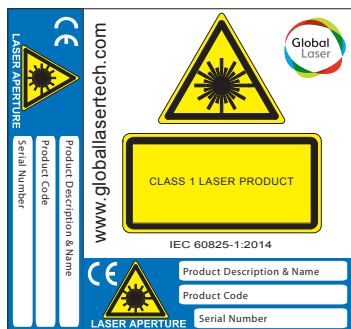 CE
LASER APERTURE
Product Description & Name
Product Code
Serial Number
www.globallasertech.com
Global
Laser
CLASS 1 LASER PRODUCT
IEC 60825-1:2014
CE
LASER APERTURE
Product Description & Name
Product Code
Serial Number